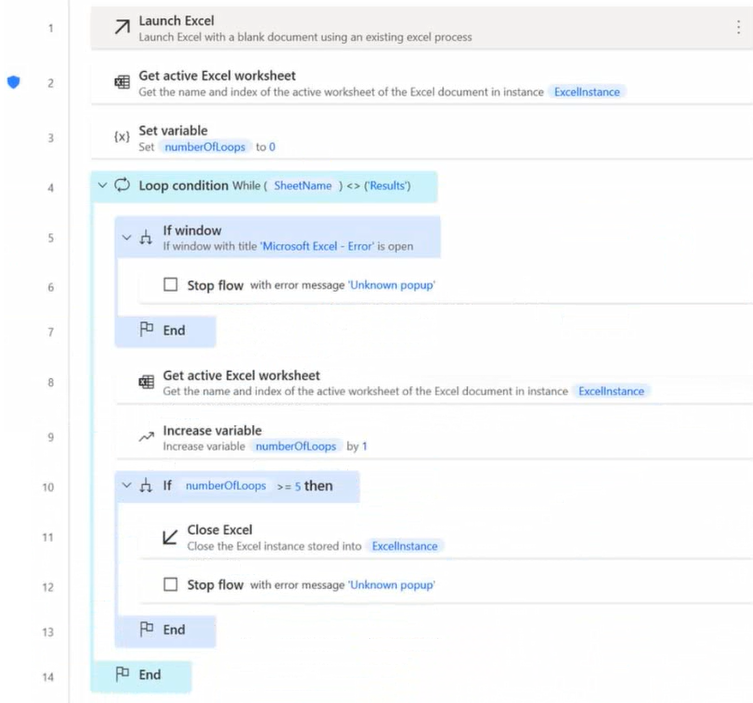 1 Launch Excel
Launch Excel with a blank document using an existing excel process
2 Get active Excel worksheet
Get the name and index of the active worksheet of the Excel document in instance ExcelInstance
3 {x} Set variable
Set numberOfLoops to 0
4 Loop condition While ( SheetName ) <> ('Results')
5 If window
If window with title 'Microsoft Excel - Error' is open
6 Stop flow with error message 'Unknown popup'
7 End
8 Get active Excel worksheet
Get the name and index of the active worksheet of the Excel document in instance ExcelInstance
9 Increase variable
Increase variable numberOfLoops by 1
10 If numberOfLoops >= 5 then
11 Close Excel
Close the Excel instance stored into ExcelInstance
12 Stop flow with error message 'Unknown popup'
13 End
14 End